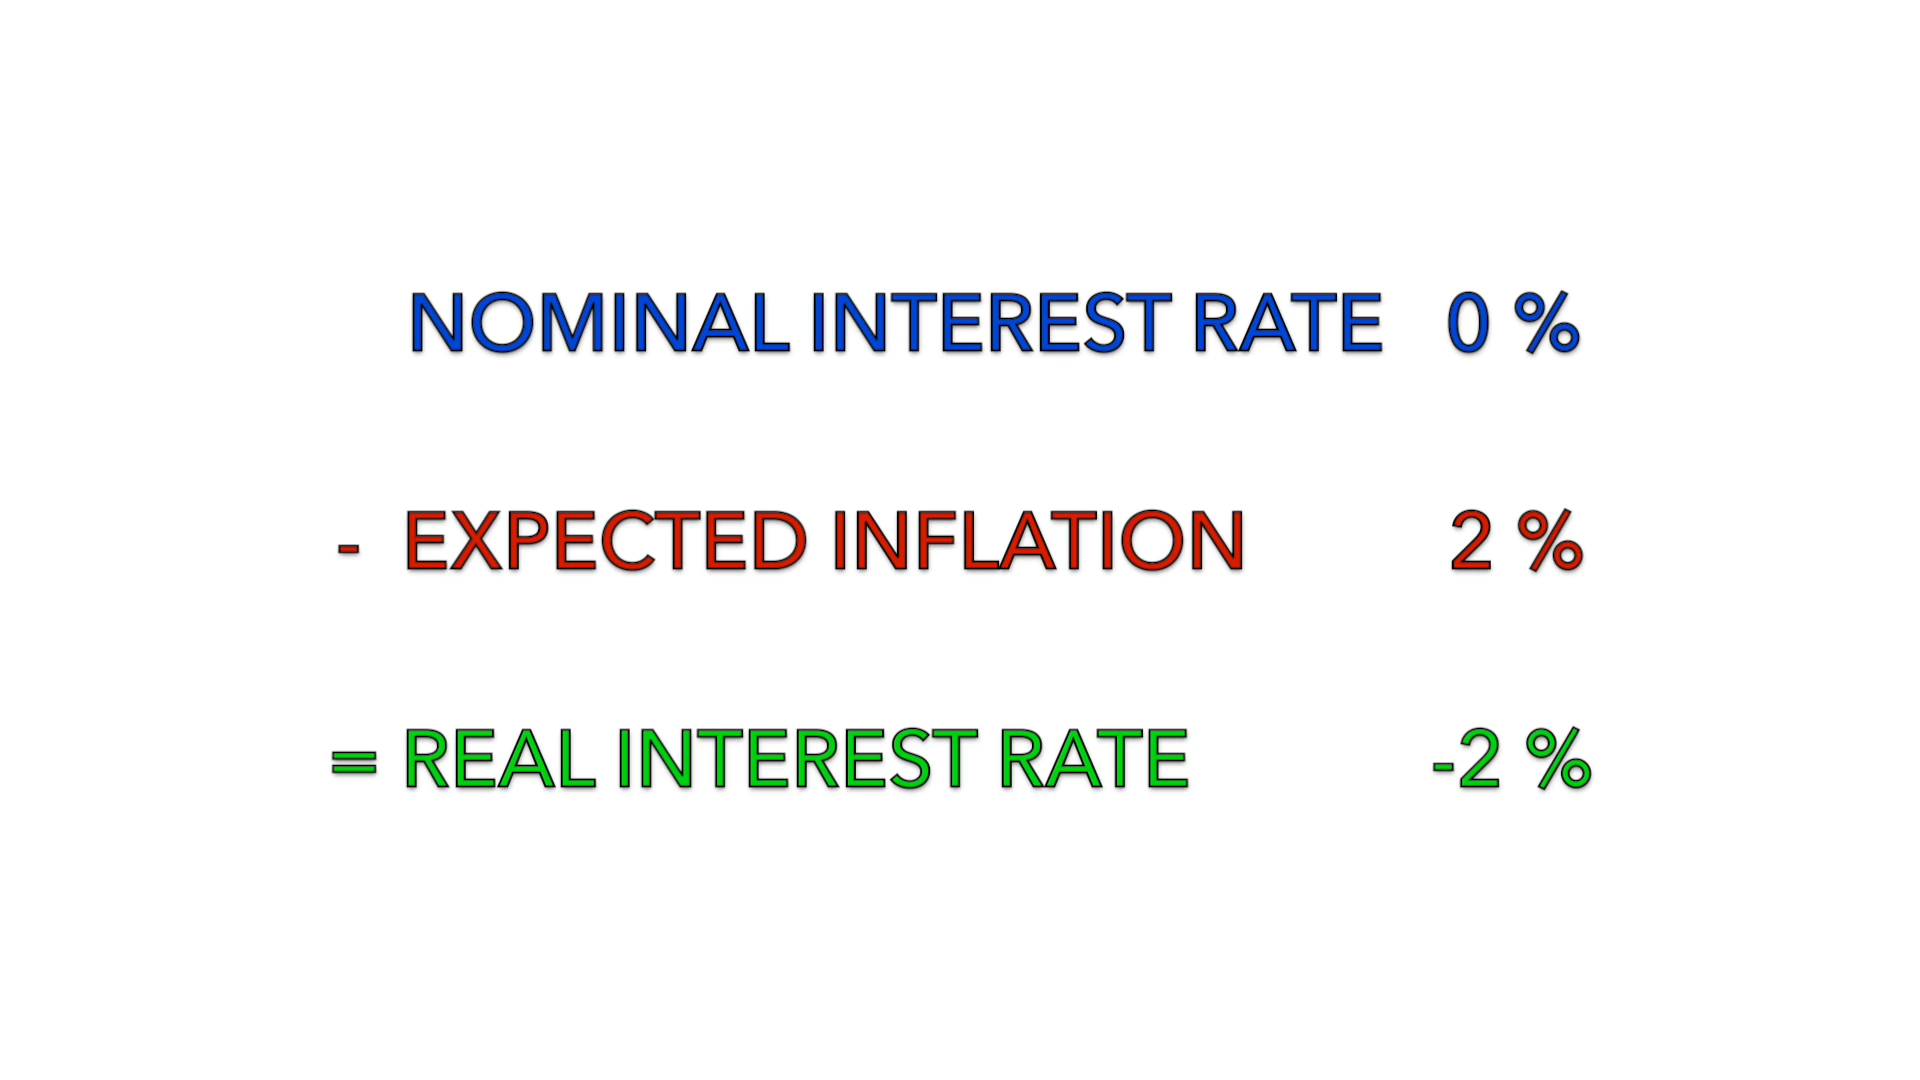 NOMINAL INTEREST RATE 0 %
- EXPECTED INFLATION 2 %
= REAL INTEREST RATE -2 %